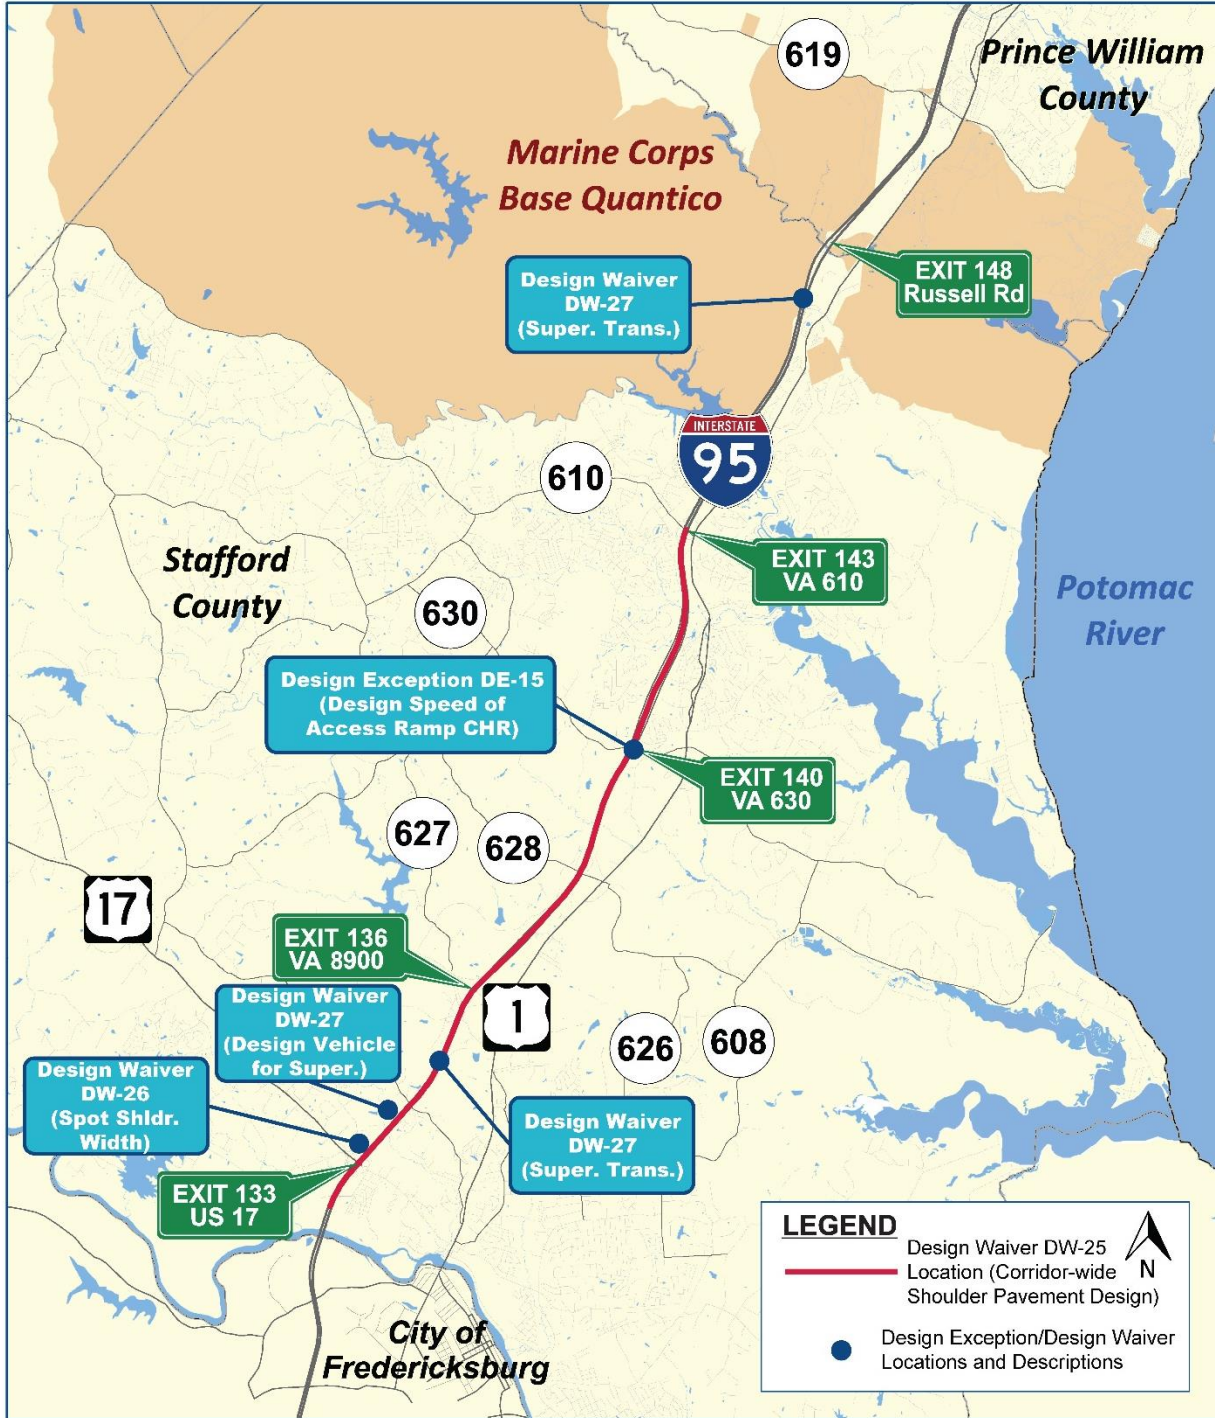 619
Prince William
County
Marine Corps
Base Quantico
EXIT 148
Russell Rd
Design Waiver
DW-27
(Super. Trans.)
INTERSTATE
95
610
EXIT 143
VA 610
Stafford
County
Potomac
River
630
Design Exception DE-15
(Design Speed of
Access Ramp CHR)
EXIT 140
VA 630
627
628
17
EXIT 136
VA 8900
Design Waiver
DW-27
(Design Vehicle
for Super.)
1
626
608
Design Waiver
DW-26
(Spot Shldr.
Width)
Design Waiver
DW-27
(Super. Trans.)
EXIT 133
US 17
City of
Fredericksburg
LEGEND
Design Waiver DW-25
Location (Corridor-wide
Shoulder Pavement Design)
N
Design Exception/Design Waiver
Locations and Descriptions